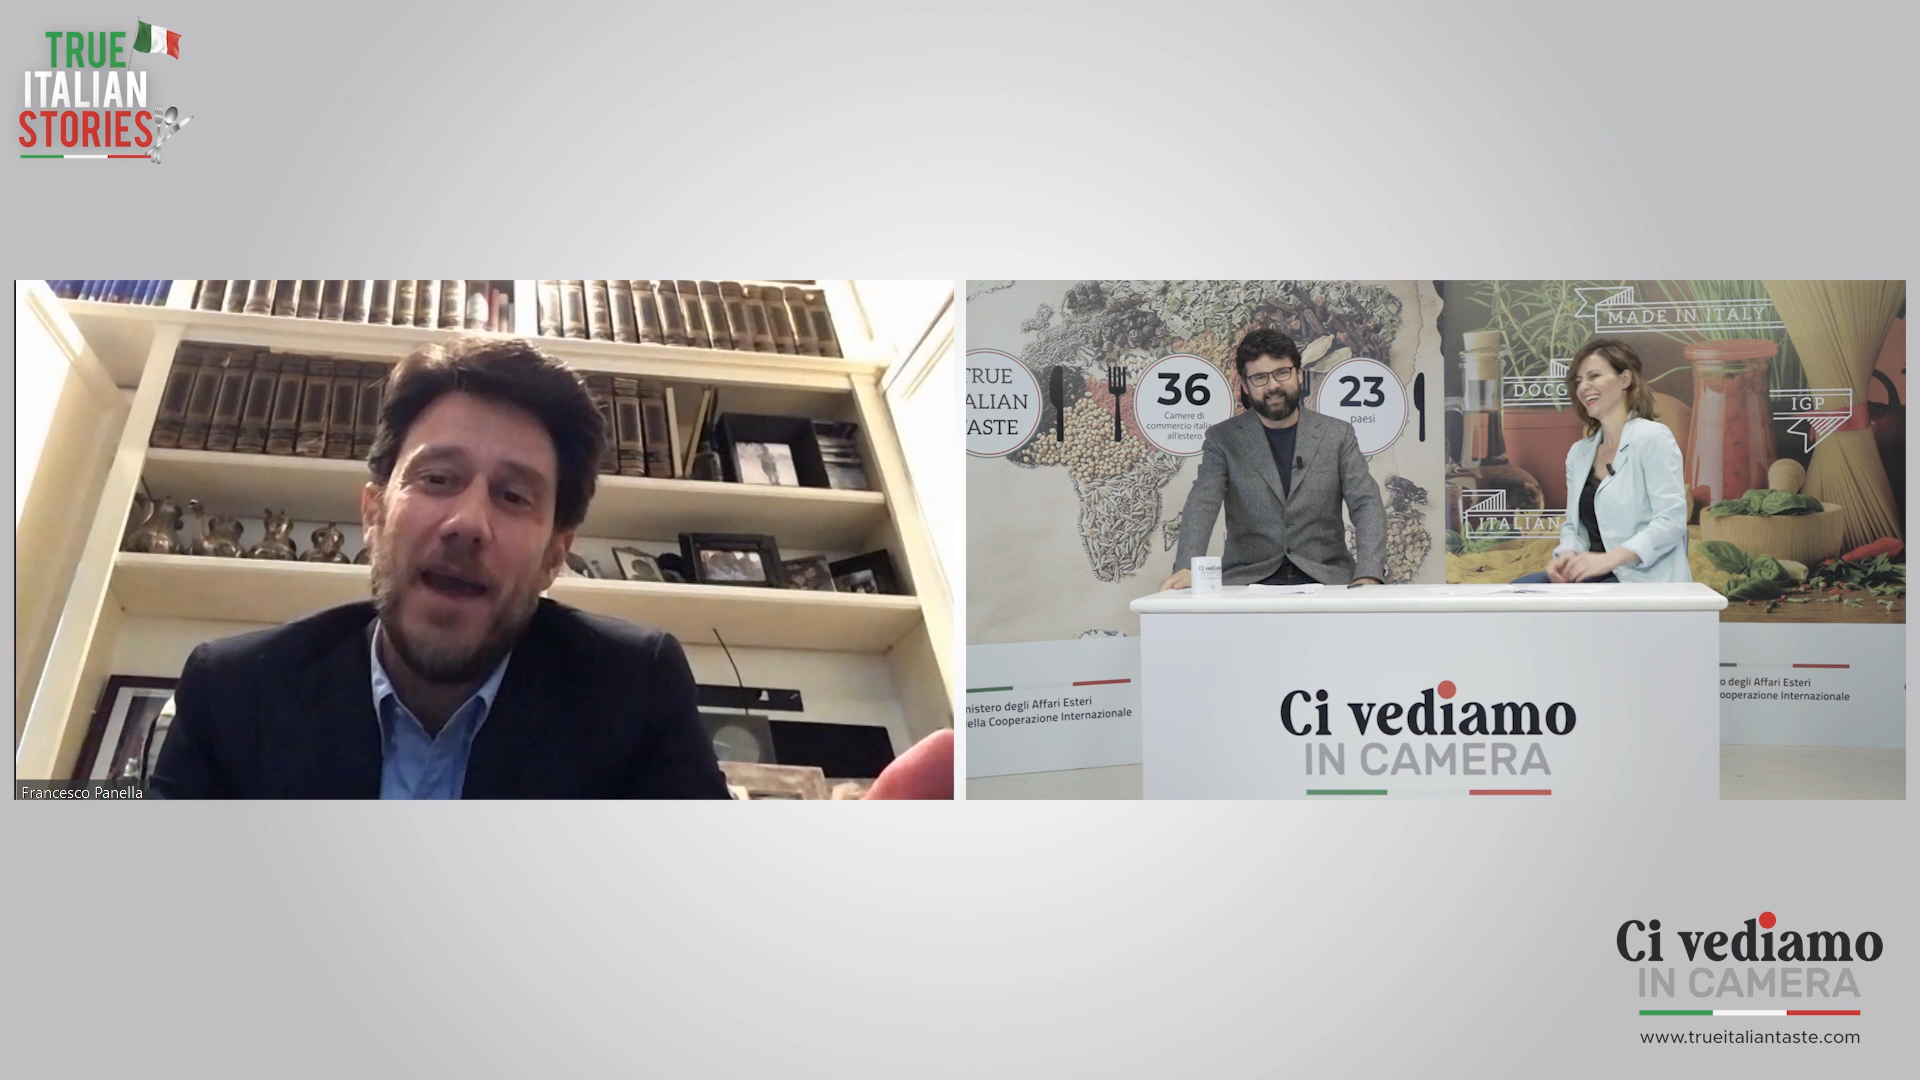 TRUE
ITALIAN
STORIES
TRUE
ALIAN
ASTE
36
Camere di
commercio italia
all'estero
23
paesi
MADE IN ITALY
DOCG
IGP
ITALIAN
nistero degli Affari Esteri
ella Cooperazione Internazionale
o degli Affari Esteri
ooperazione Internazionale
Ci vediamo
IN CAMERA
Francesco Panella
Ci vediamo
IN CAMERA
www.trueitaliantaste.com